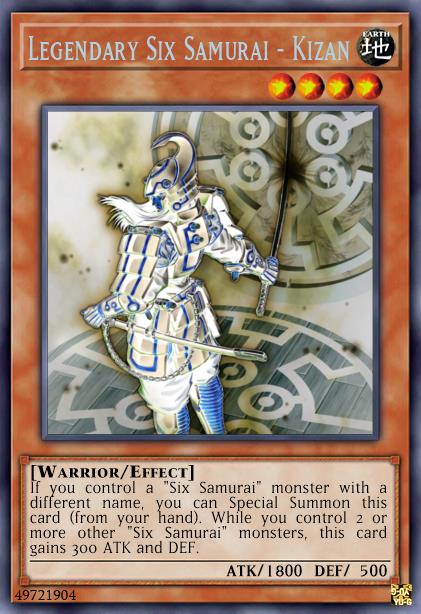 Legendary Six Samurai - Kizan
EARTH
地
[Warrior/Effect]
If you control a "Six Samurai" monster with a
different name, you can Special Summon this
card (from your hand). While you control 2 or
more other "Six Samurai" monsters, this card
gains 300 ATK and DEF.
ATK/1800 DEF/ 500
49721904